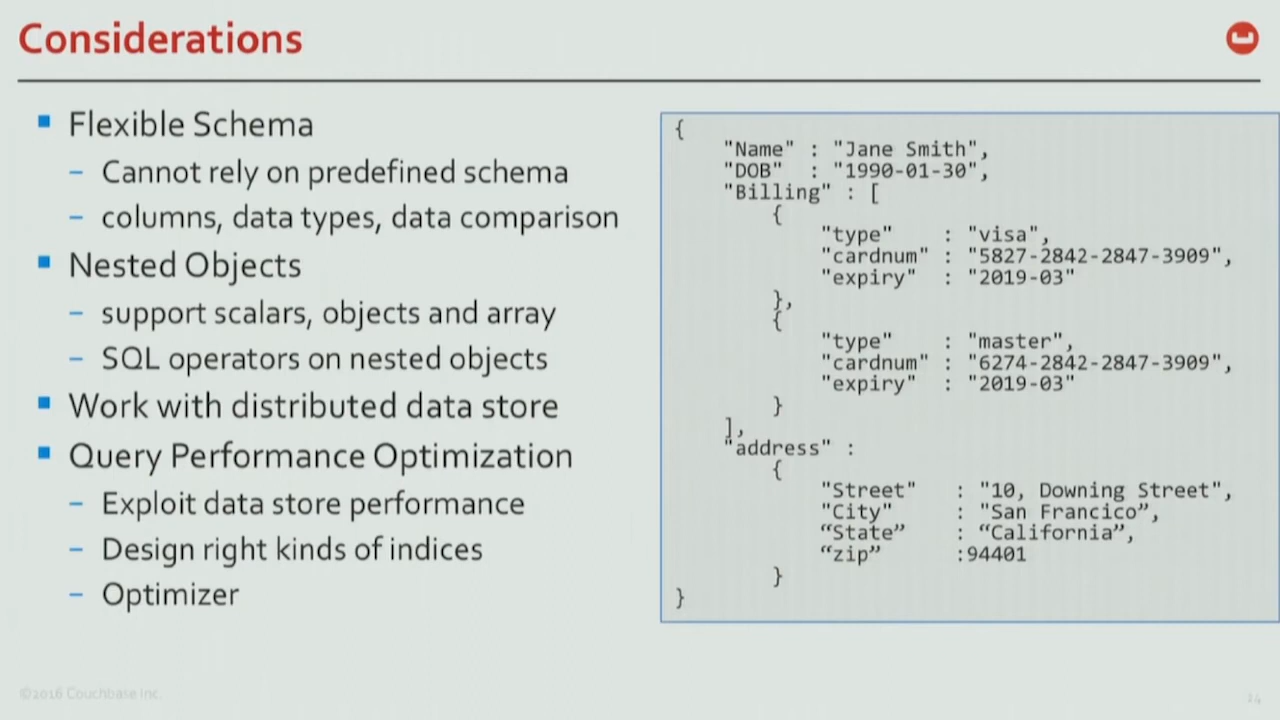 Considerations
Flexible Schema
– Cannot rely on predefined schema
– columns, data types, data comparison
Nested Objects
– support scalars, objects and array
– SQL operators on nested objects
Work with distributed data store
Query Performance Optimization
– Exploit data store performance
– Design right kinds of indices
– Optimizer
{
"Name" : "Jane Smith",
"DOB" : "1990-01-30",
"Billing" : [
{
"type" : "visa",
"cardnum" : "5827-2842-2847-3909",
"expiry" : "2019-03"
},
{
"type" : "master",
"cardnum" : "6274-2842-2847-3909",
"expiry" : "2019-03"
}
],
"address" :
{
"Street" : "10, Downing Street",
"City" : "San Francico”,
“State” : “California”,
“zip” :94401
}
}
©2016 Couchbase Inc.
14